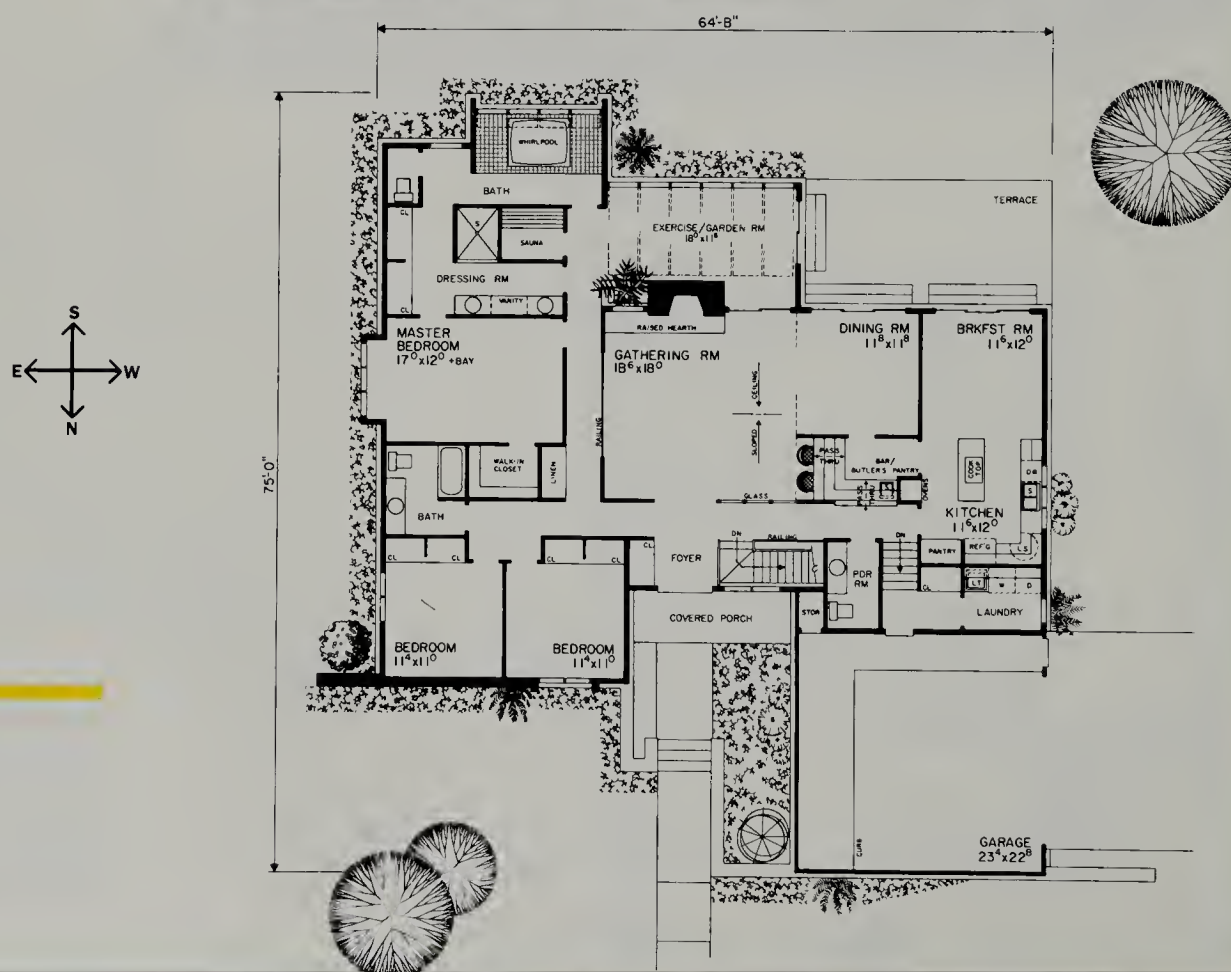 64'-8"
75'-0"
S
E W
N
WHIRLPOOL
BATH
CL
S
SAUNA
DRESSING RM
VANITY
CL
EXERCISE/GARDEN RM
18⁰x11⁸
TERRACE
MASTER
BEDROOM
17⁰x12⁰ +BAY
RAISED HEARTH
GATHERING RM
18⁶x18⁰
DINING RM
11⁸x11⁸
BRKFST RM
11⁶x12⁰
CEILING
SLOPED
RAILING
WALK-IN
CLOSET
LINEN
PASS
THRU
BAR/
BUTLER'S PANTRY
PASS
THRU
S
OVENS
COOK
TOP
DW
S
KITCHEN
11⁶x12⁰
GLASS
BATH
CL
CL
CL
CL
CL
FOYER
DN
RAILING
PDR
RM
DN
PANTRY
REF'G
LS
CL
LT
W
D
LAUNDRY
COVERED PORCH
STOR
BEDROOM
11⁴x11⁰
BEDROOM
11⁴x11⁰
CURB
GARAGE
23⁴x22⁸